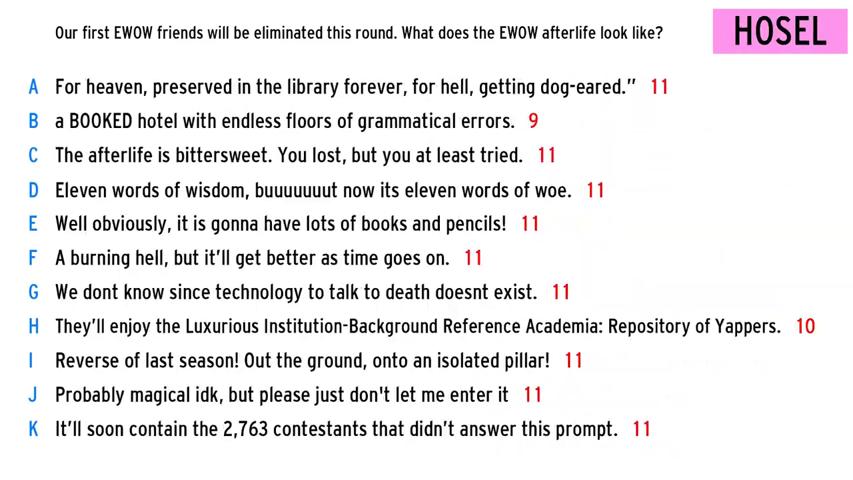 Our first EWOW friends will be eliminated this round. What does the EWOW afterlife look like?
HOSEL
A For heaven, preserved in the library forever, for hell, getting dog-eared.” 11
B a BOOKED hotel with endless floors of grammatical errors. 9
C The afterlife is bittersweet. You lost, but you at least tried. 11
D Eleven words of wisdom, buuuuuuut now its eleven words of woe. 11
E Well obviously, it is gonna have lots of books and pencils! 11
F A burning hell, but it’ll get better as time goes on. 11
G We dont know since technology to talk to death doesnt exist. 11
H They’ll enjoy the Luxurious Institution-Background Reference Academia: Repository of Yappers. 10
I Reverse of last season! Out the ground, onto an isolated pillar! 11
J Probably magical idk, but please just don't let me enter it 11
K It’ll soon contain the 2,763 contestants that didn’t answer this prompt. 11